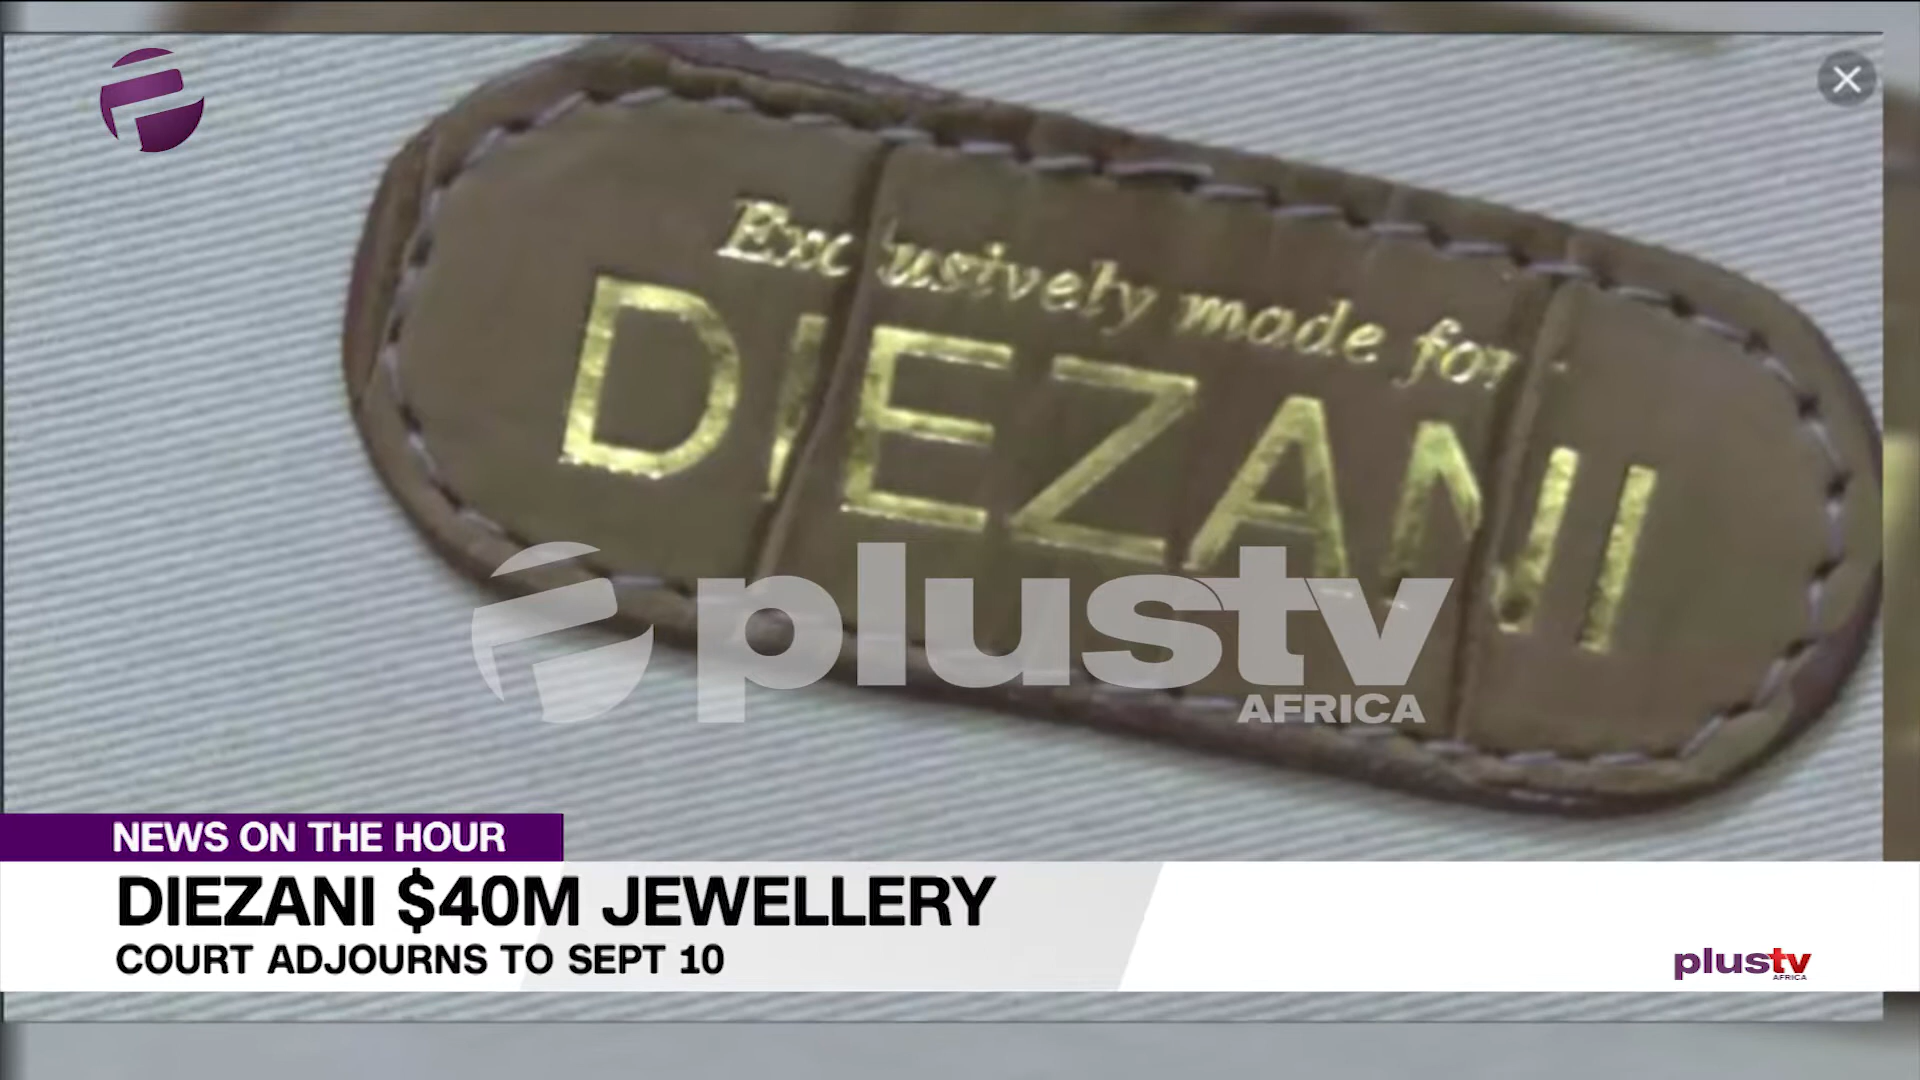 Exclusively made for
DIEZANI
plustv
AFRICA
NEWS ON THE HOUR
DIEZANI $40M JEWELLERY
COURT ADJOURNS TO SEPT 10
plustv
AFRICA